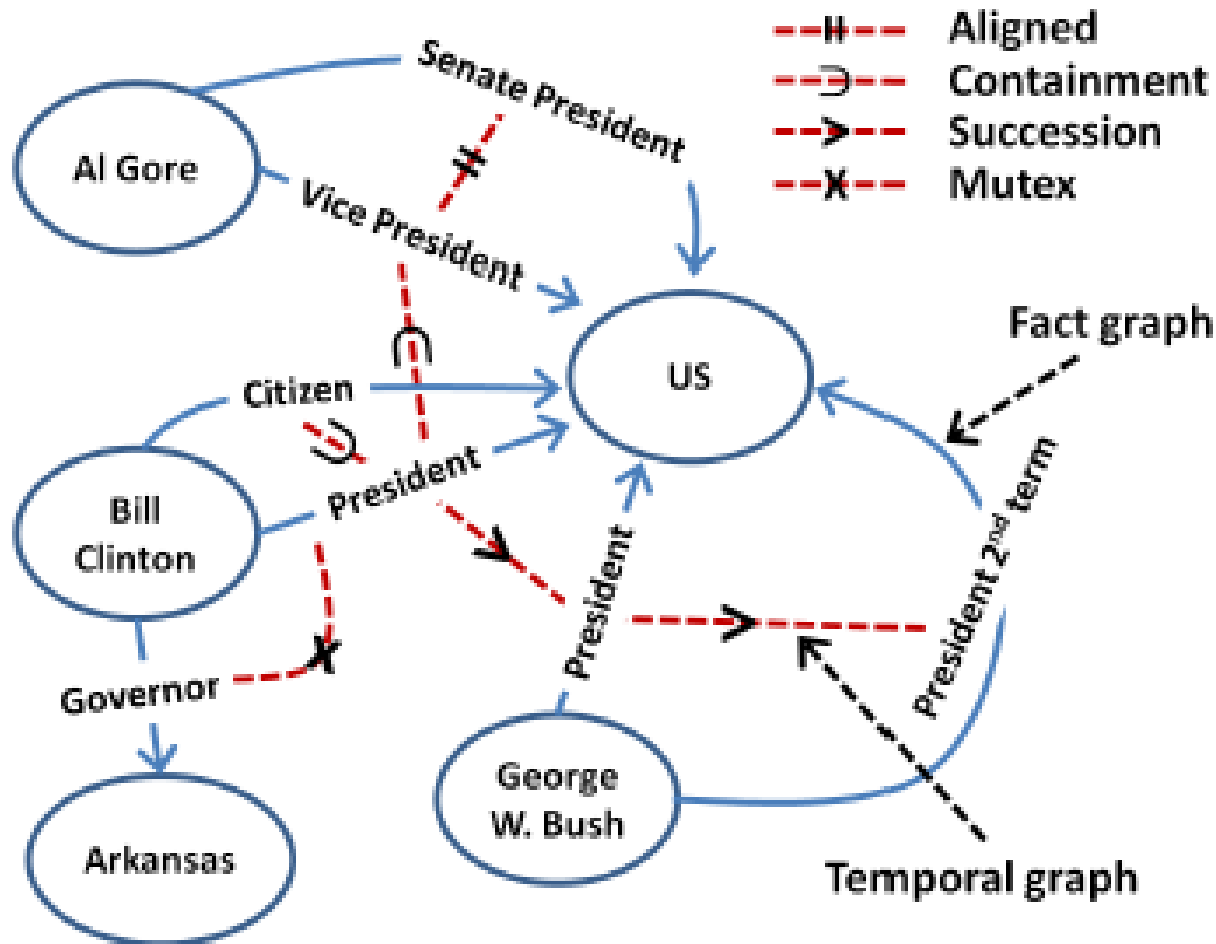 Aligned
Containment
Succession
Mutex
Senate President
Al Gore
Vice President
Fact graph
US
Citizen
President
Bill
Clinton
President
President 2nd term
Governor
George
W. Bush
Arkansas
Temporal graph